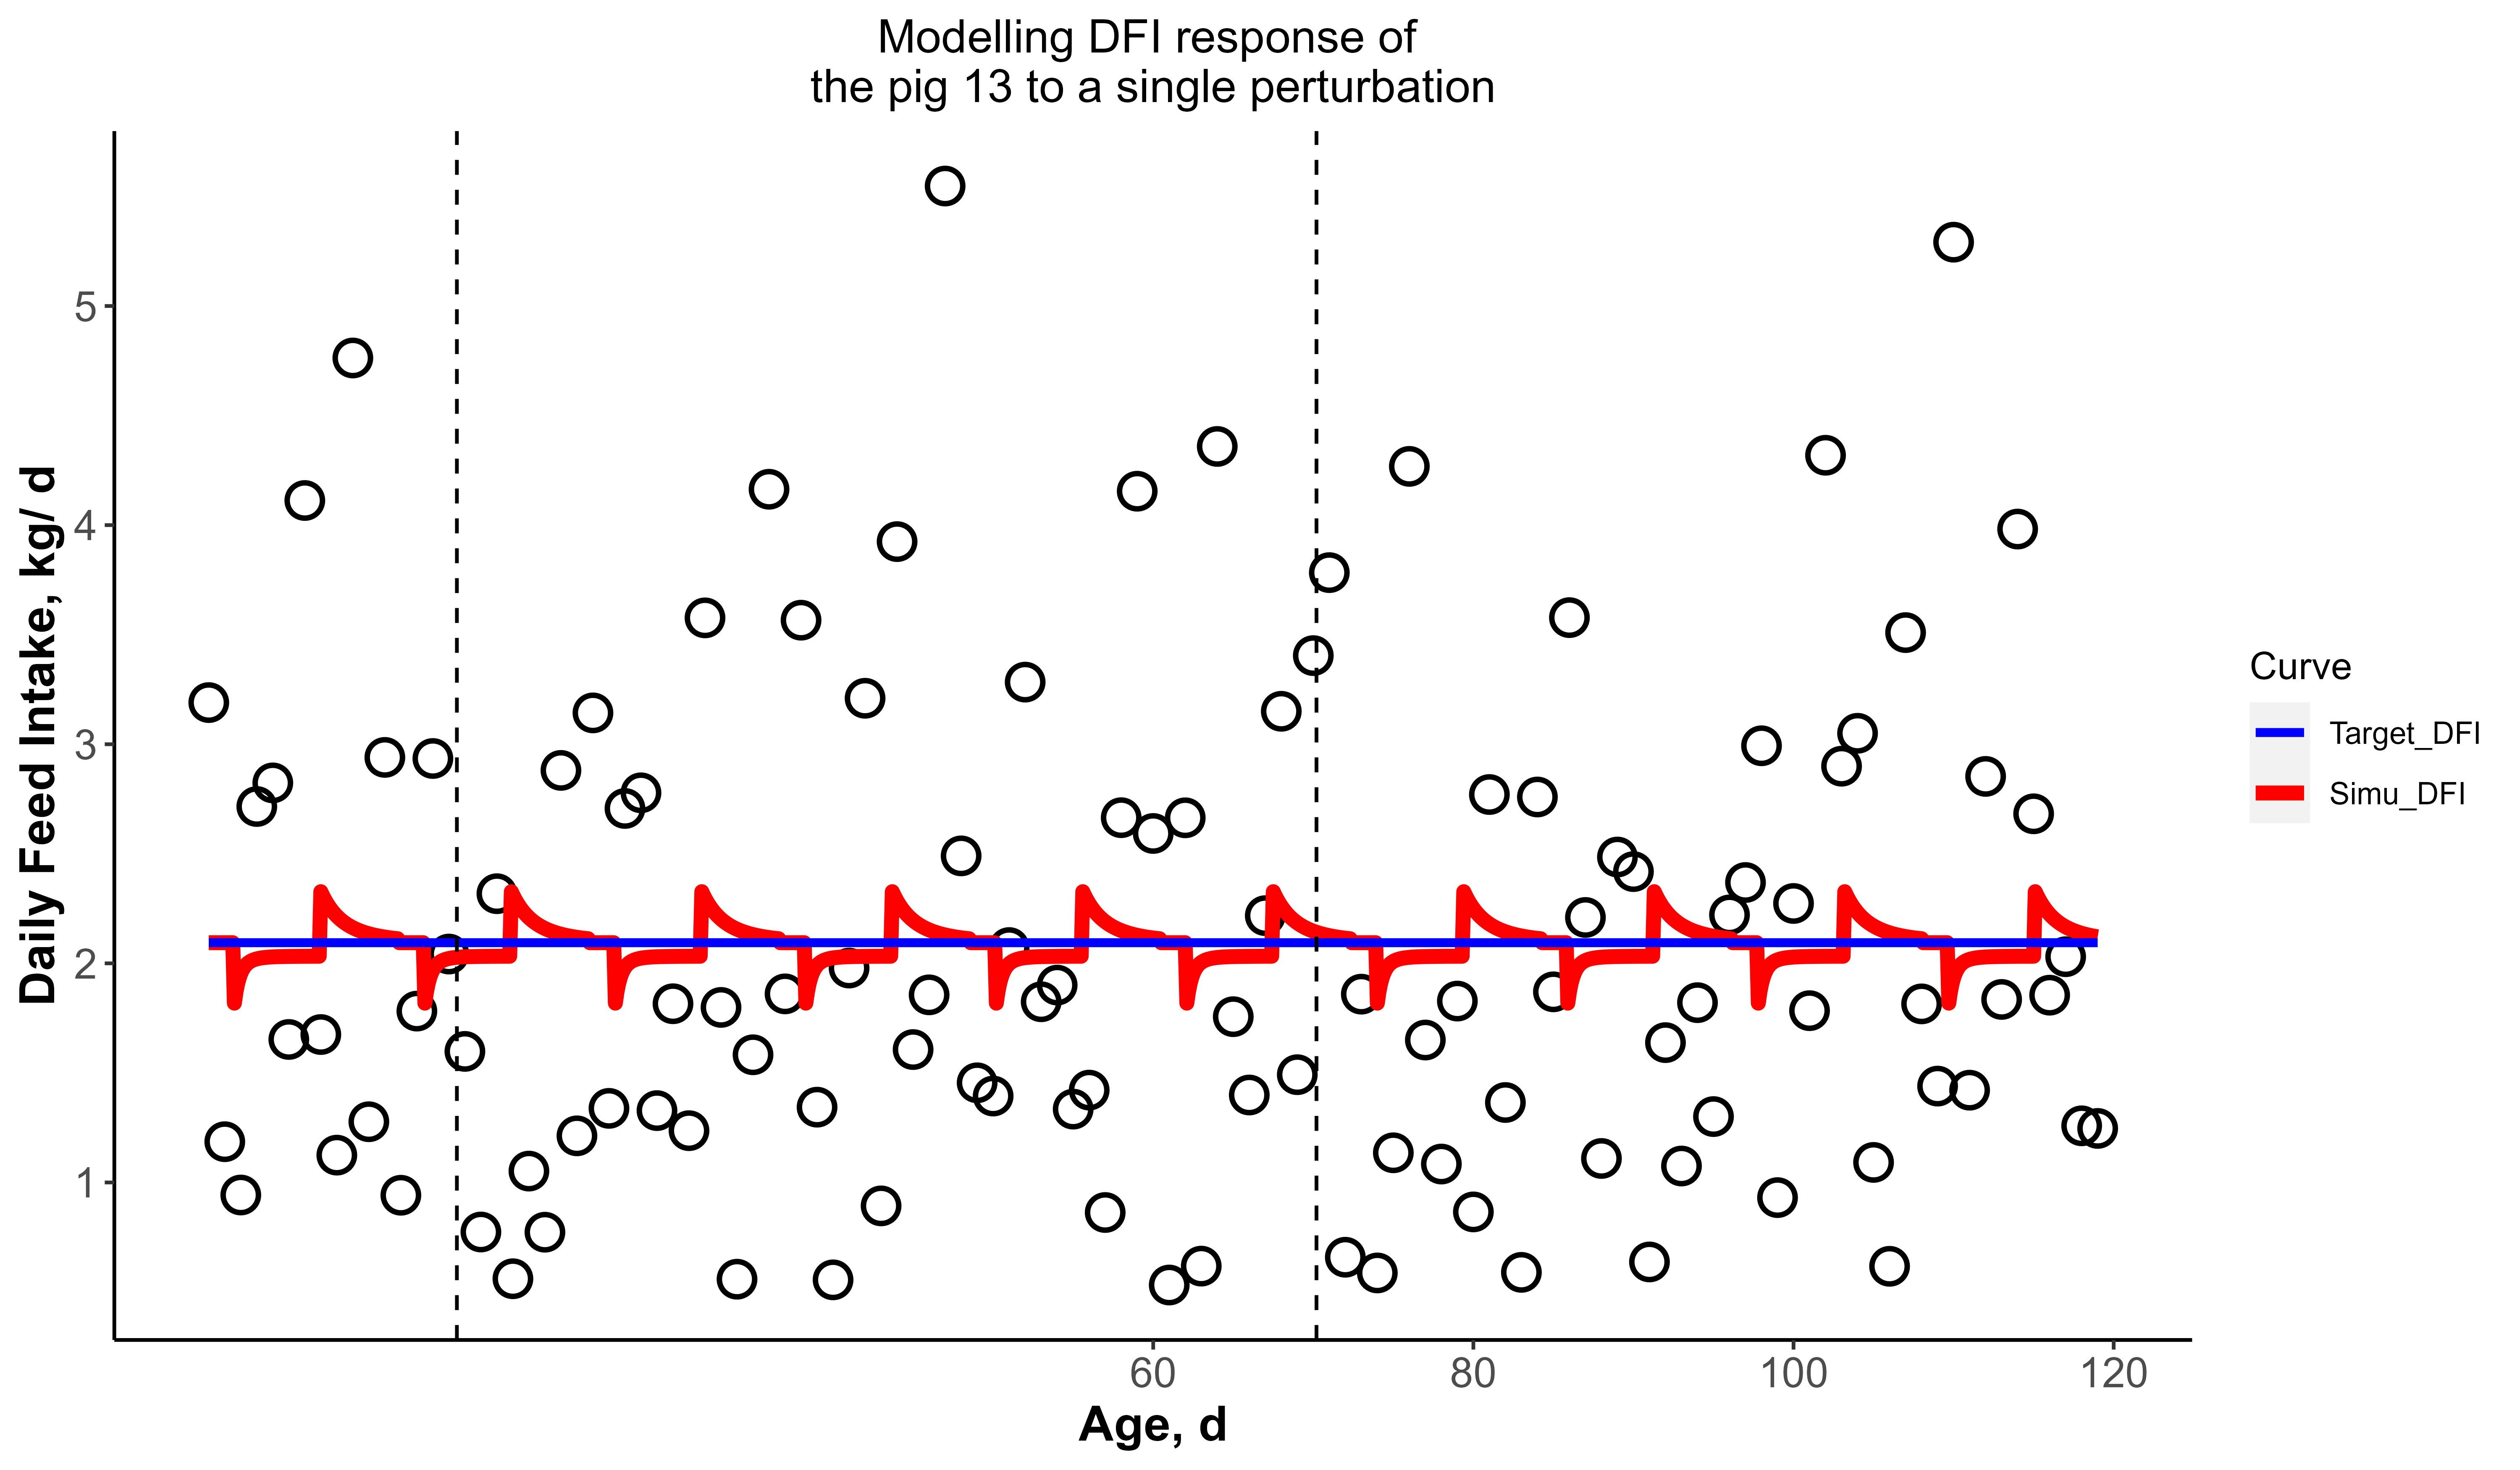 Modelling DFI response of
the pig 13 to a single perturbation
Daily Feed Intake, kg/ d
5
4
3
2
1
60
80
100
120
Age, d
Curve
Target_DFI
Simu_DFI